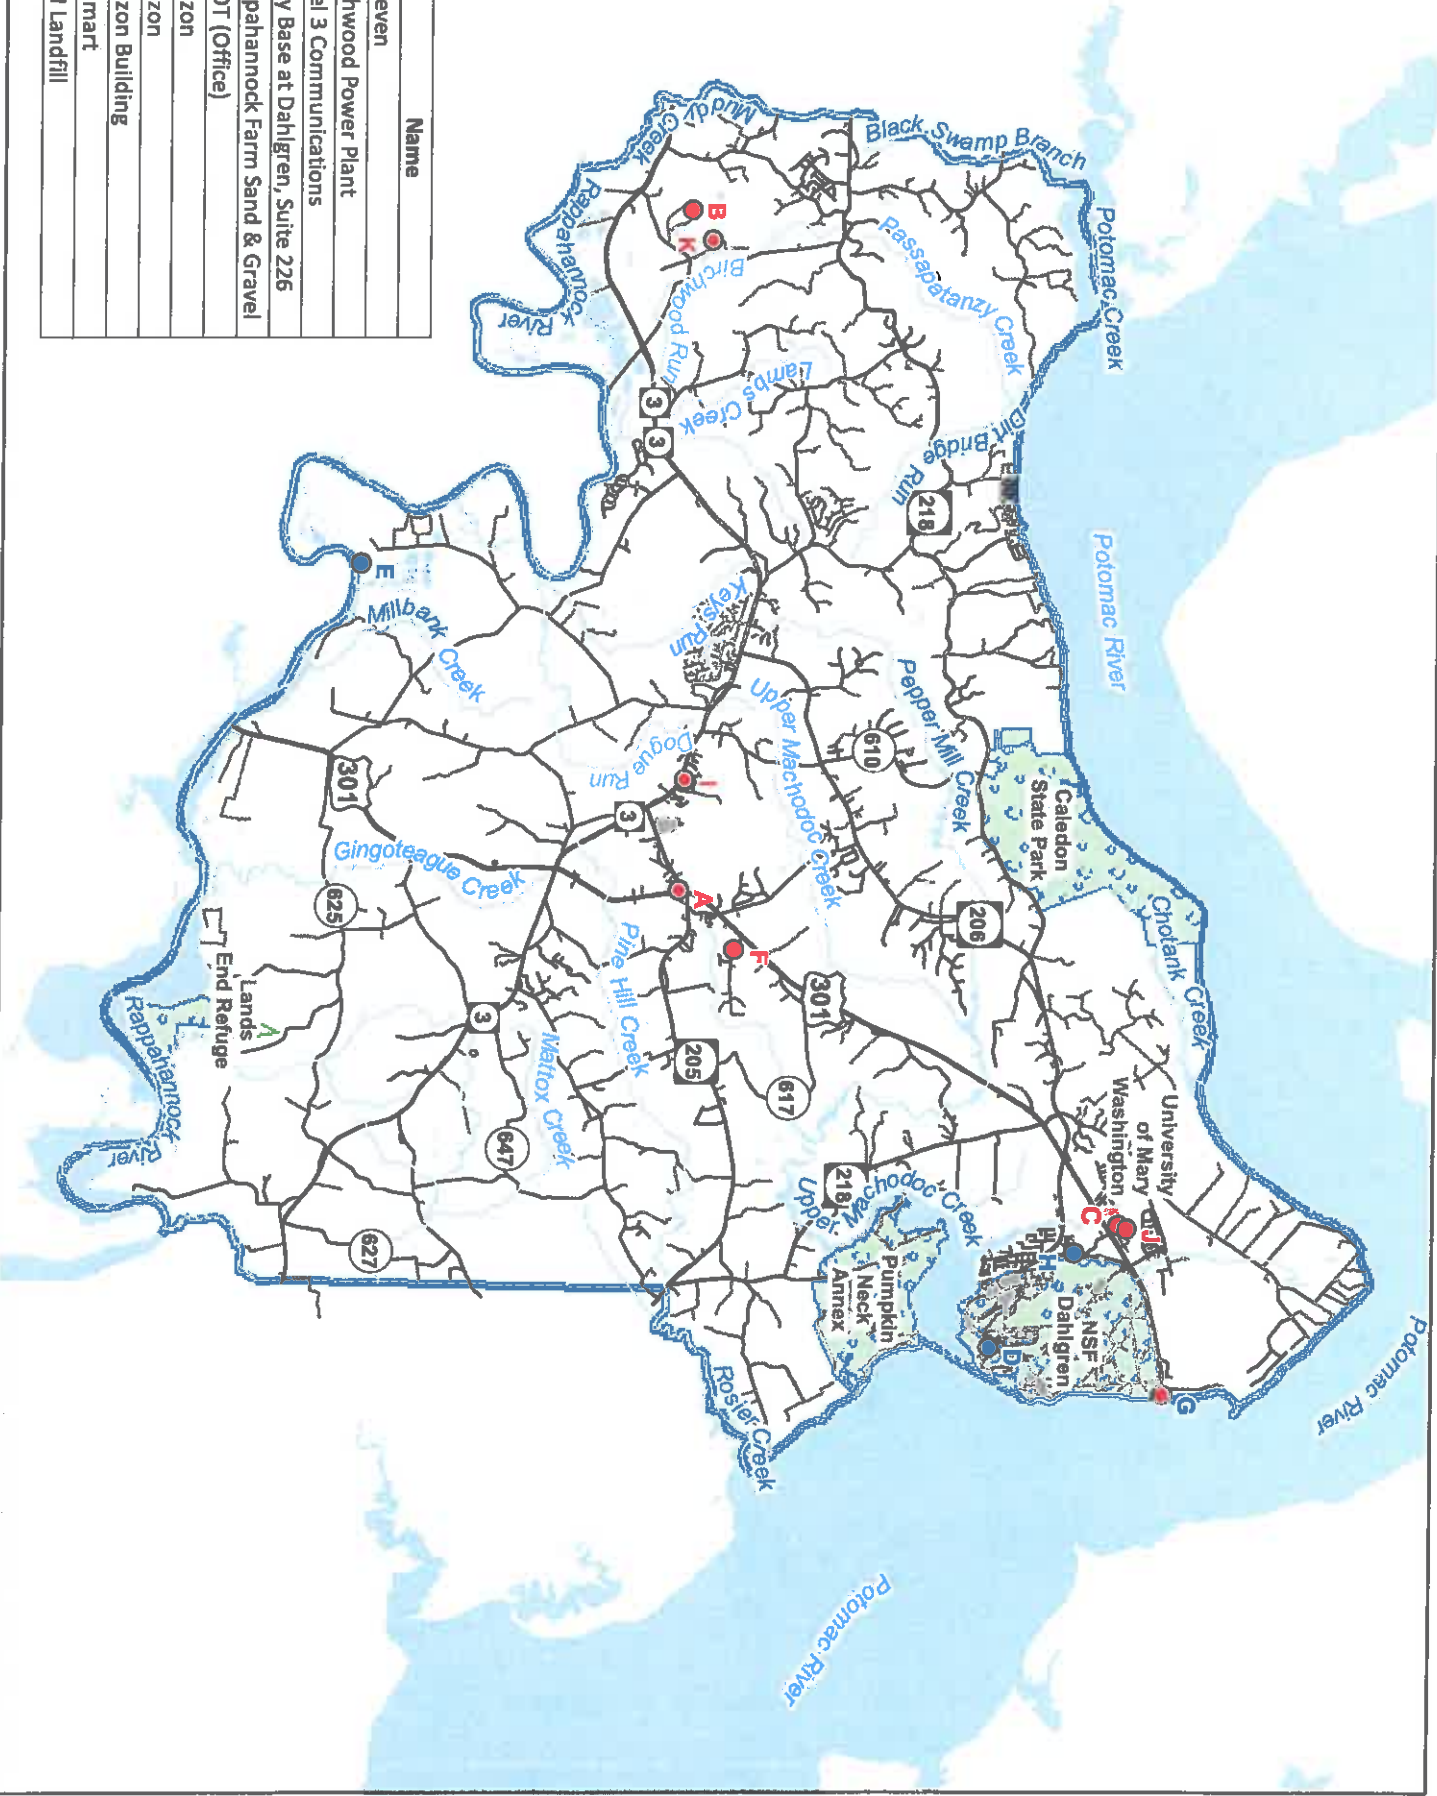 Name
even
hwood Power Plant
el 3 Communications
y Base at Dahlgren, Suite 226
pahannock Farm Sand & Gravel
OT (Office)
zon
zon
zon Building
mart
Landfill
Potomac Creek
Black Swamp Branch
Muddy
Creek
Passapatanzy Creek
B
K
Birchwood Run
Rappahannock
River
Lambs Creek
3
3
Dirt Bridge
Run
218
Potomac River
E
Millbank
Creek
Keys Run
Pepper Mill Creek
Upper Machodoc Creek
610
Dogue
Run
I
3
301
Caledon
State Park
Gingoteague Creek
625
A
F
206
Chotank
Creek
Pine Hill Creek
301
Lands
End Refuge
Rappahannock
River
3
Mattox Creek
205
617
647
University
of Mary
Washington
C
J
218
Upper
Machodoc Creek
H
NSF
Dahlgren
D
G
Pumpkin
Neck
Annex
627
Rosier Creek
Potomac River
Potomac River